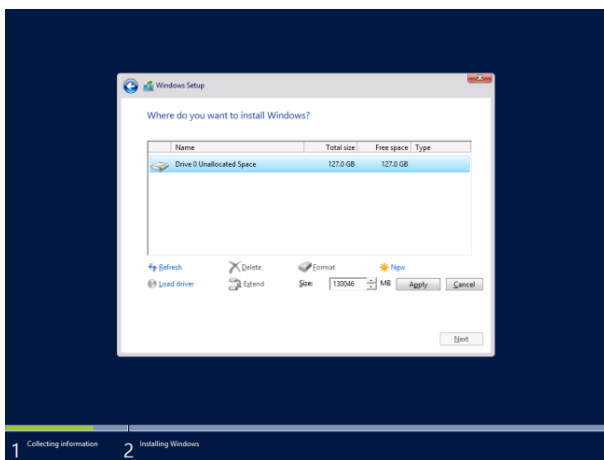 Windows Setup
Where do you want to install Windows?
Name Total size Free space Type
Drive 0 Unallocated Space 127.0 GB 127.0 GB
Refresh Delete Format New
Load driver Extend Size: 130046 MB Apply Cancel
Next
1 Collecting information 2 Installing Windows